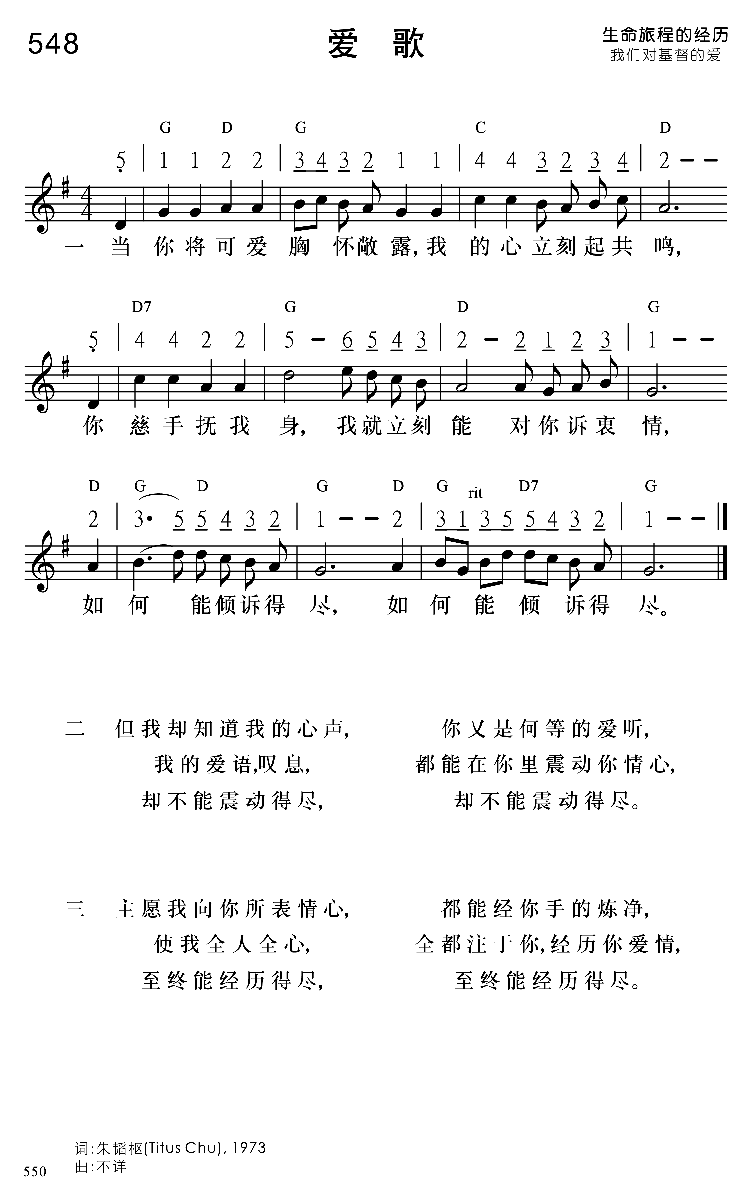 548
爱 歌
生命旅程的经历
我们对基督的爱
G D G C D
5 | 1 1 2 2 | 3 4 3 2 1 1 | 4 4 3 2 3 4 | 2 - -
4
4
一 当 你 将 可 爱 胸 怀 敞 露, 我 的 心 立 刻 起 共 鸣,
D7 G D G
5 | 4 4 2 2 | 5 - 6 5 4 3 | 2 - 2 1 2 3 | 1 - -
你 慈 手 抚 我 身, 我 就 立 刻 能 对 你 诉 衷 情,
D G D G D G rit D7 G
2 | 3• 5 5 4 3 2 | 1 - - 2 | 3 1 3 5 5 4 3 2 | 1 - - ‖
如 何 能 倾 诉 得 尽, 如 何 能 倾 诉 得 尽。
二 但我却知道我的心声, 你又是何等的爱听,
我的爱语,叹息, 都能在你里震动你情心,
却不能震动得尽, 却不能震动得尽。
三 主愿我向你所表情心, 都能经你手的炼净,
使我全人全心, 全都注于你,经历你爱情,
至终能经历得尽, 至终能经历得尽。
词:朱韬枢(Titus Chu), 1973
曲:不详
550